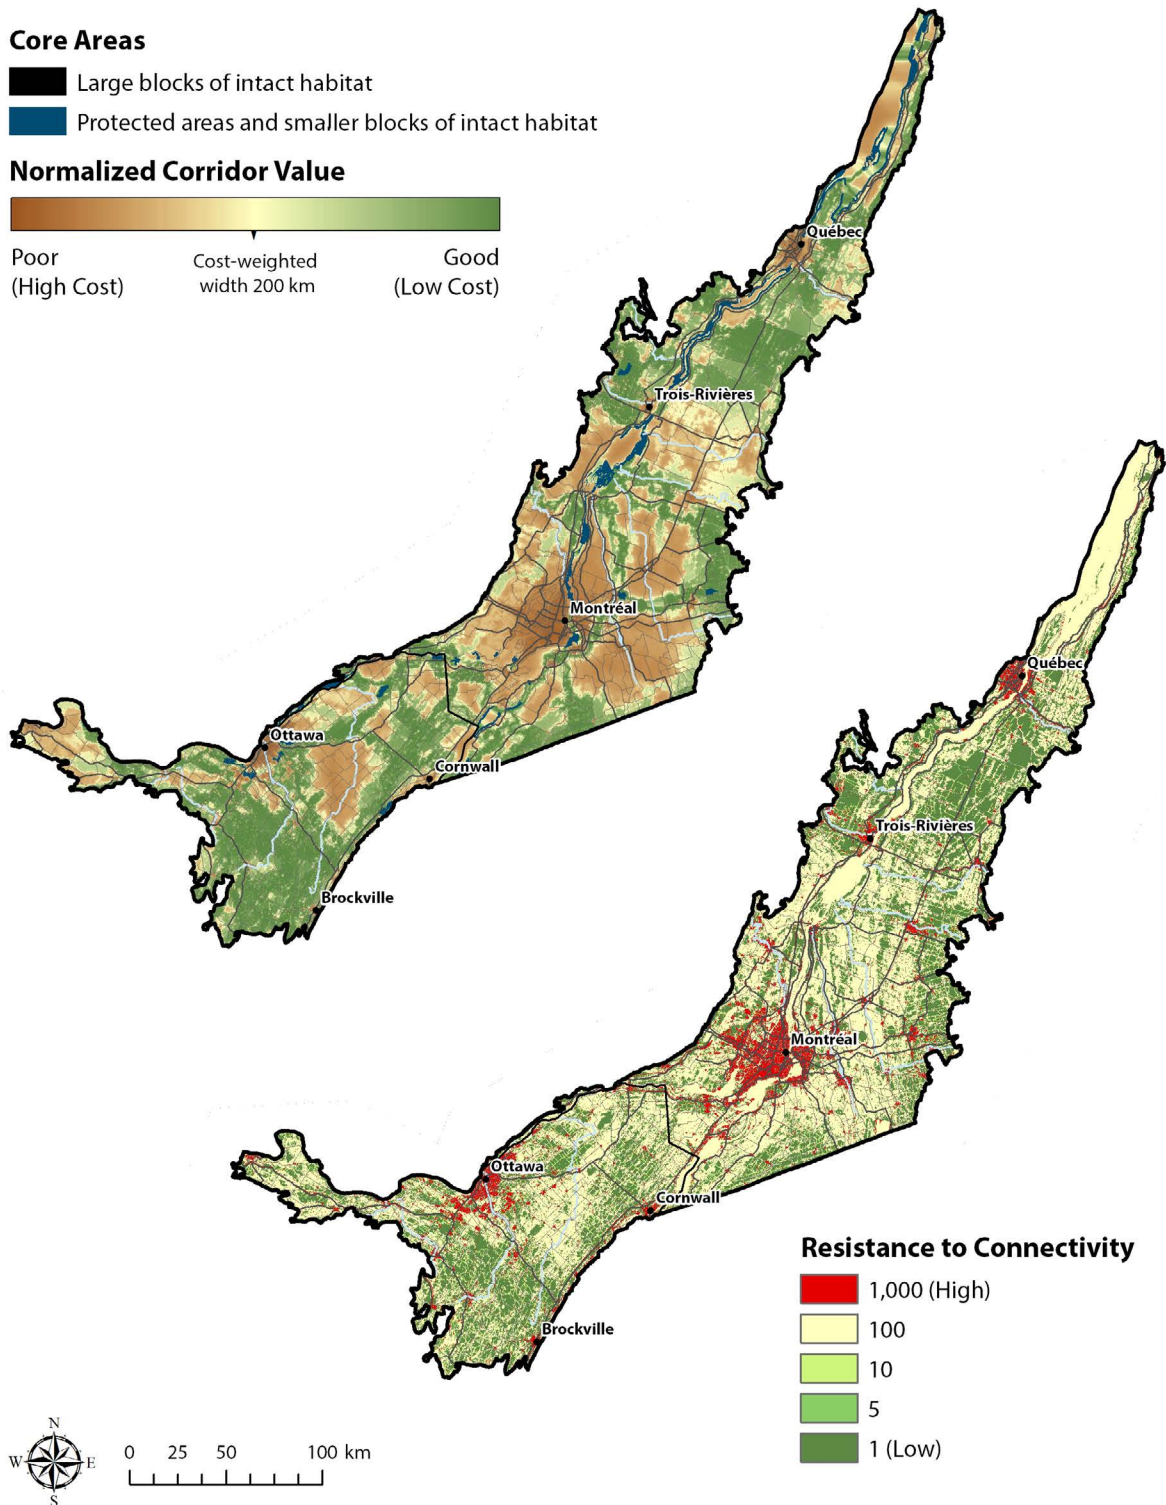 Core Areas
Large blocks of intact habitat
Protected areas and smaller blocks of intact habitat
Normalized Corridor Value
Poor
(High Cost)
Cost-weighted
width 200 km
Good
(Low Cost)
Québec
Trois-Rivières
Montréal
Ottawa
Cornwall
Brockville
Québec
Trois-Rivières
Montréal
Ottawa
Cornwall
Brockville
Resistance to Connectivity
1,000 (High)
100
10
5
1 (Low)
N
W E
S
0 25 50 100 km